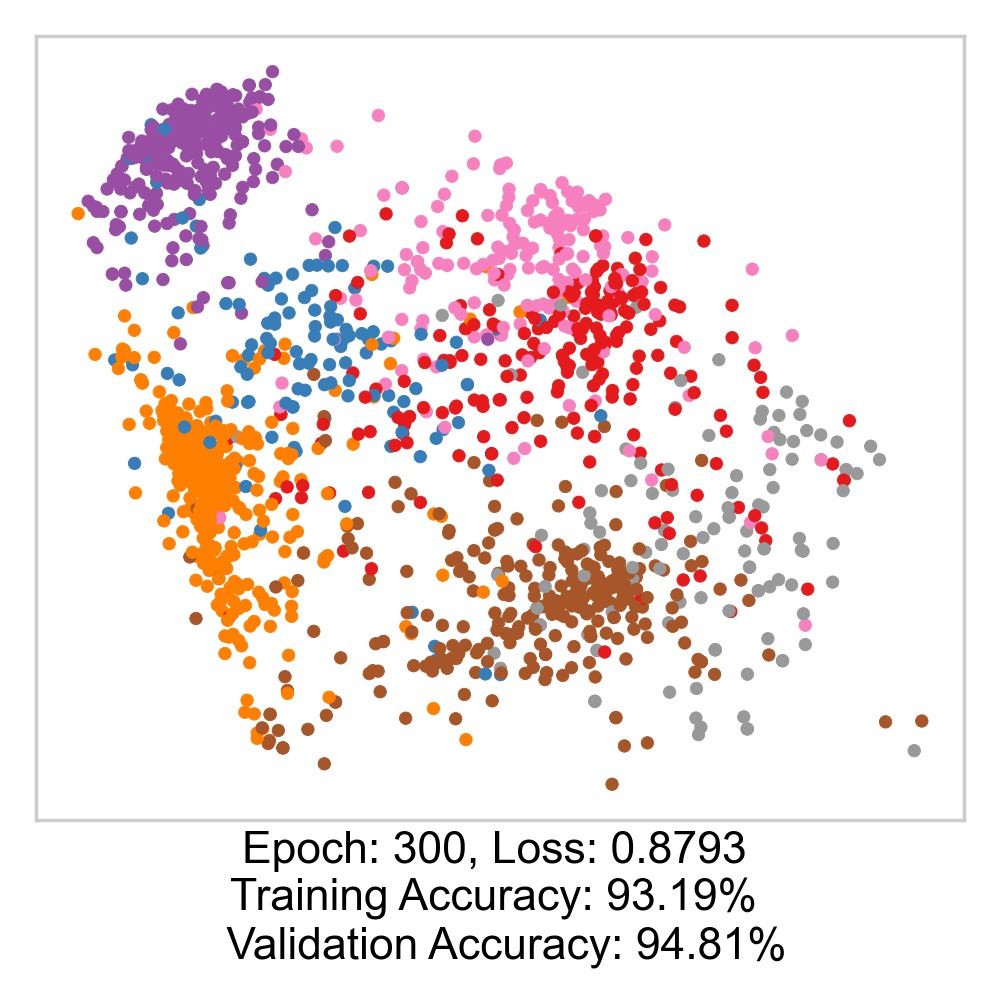 Epoch: 300, Loss: 0.8793
Training Accuracy: 93.19%
Validation Accuracy: 94.81%